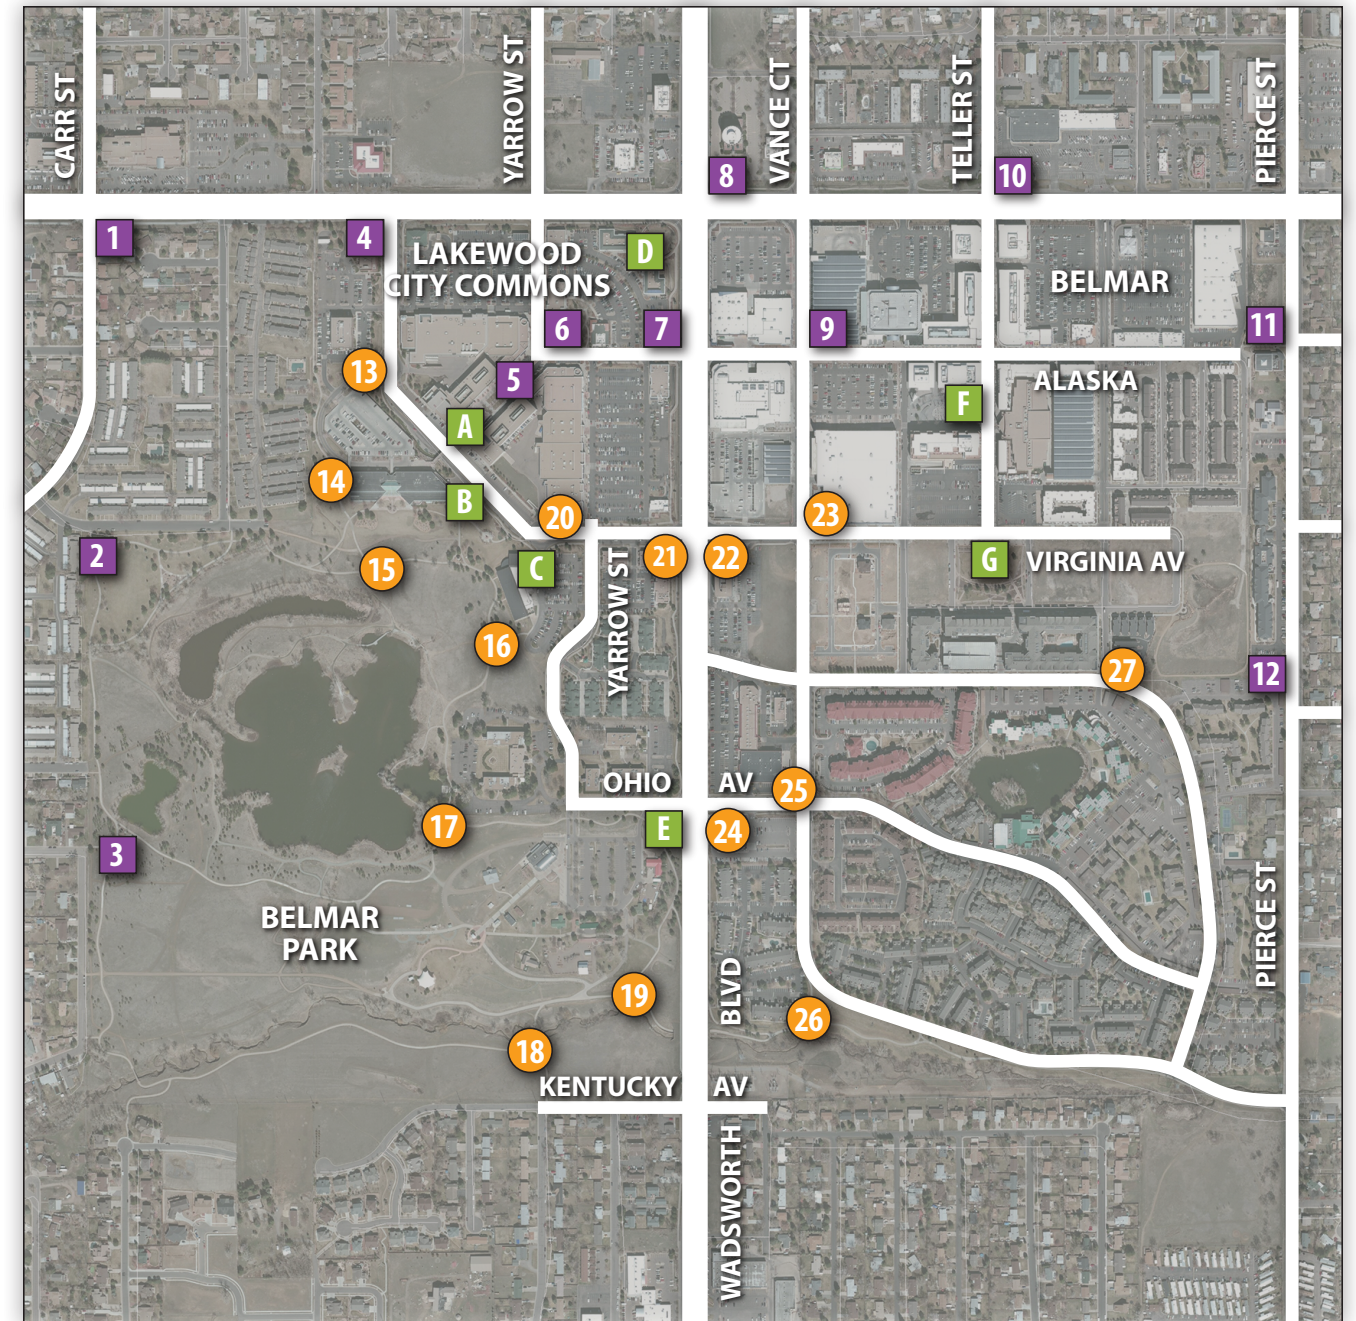 CARR ST
YARROW ST
VANCE CT
TELLER ST
PIERCE ST
8
10
1
4
LAKEWOOD
CITY COMMONS
D
BELMAR
6
7
9
11
13
5
ALASKA
A
F
14
B
20
23
2
15
C
YARROW ST
21
22
G
VIRGINIA AV
16
27
12
OHIO
AV
25
17
E
24
3
BELMAR
PARK
PIERCE ST
19
BLVD
26
18
KENTUCKY
AV
WADSWORTH